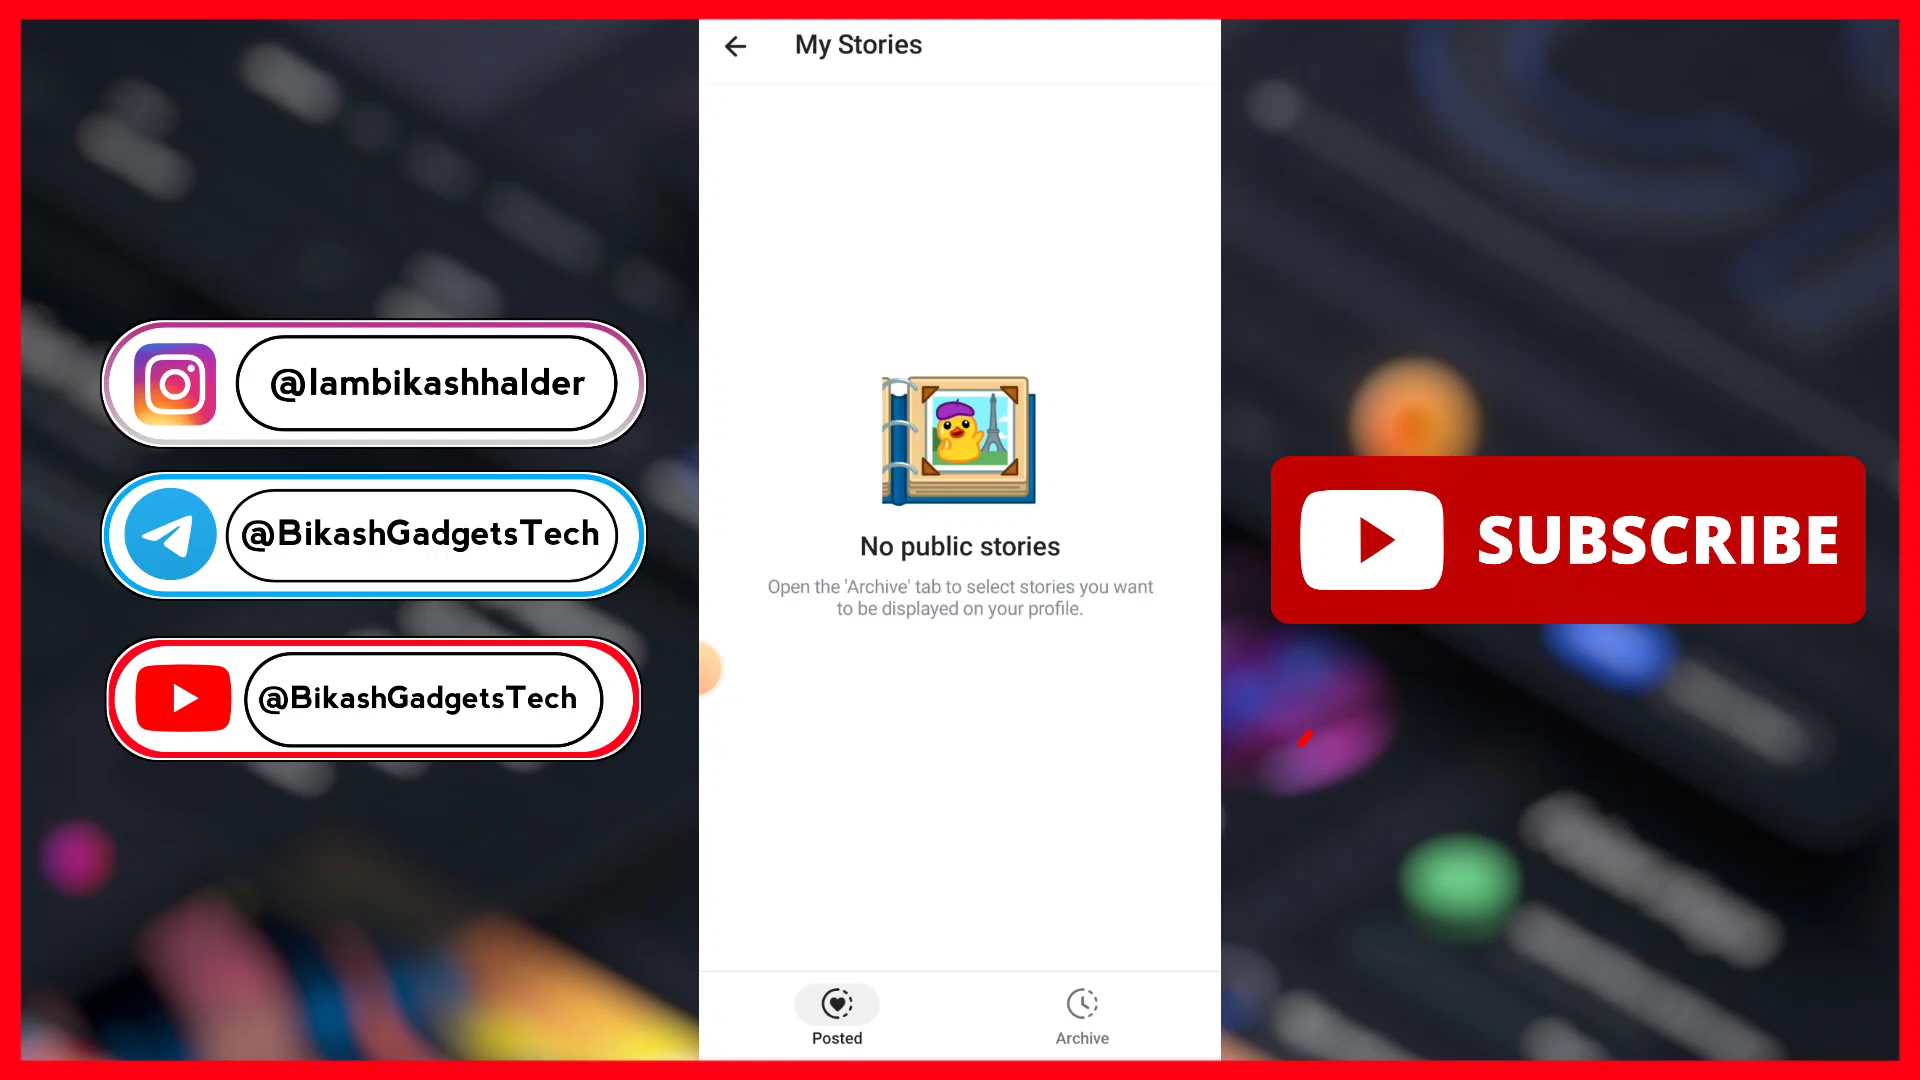 My Stories
@Iambikashhalder
@BikashGadgetsTech
@BikashGadgetsTech
No public stories
Open the 'Archive' tab to select stories you want
to be displayed on your profile.
SUBSCRIBE
Posted
Archive